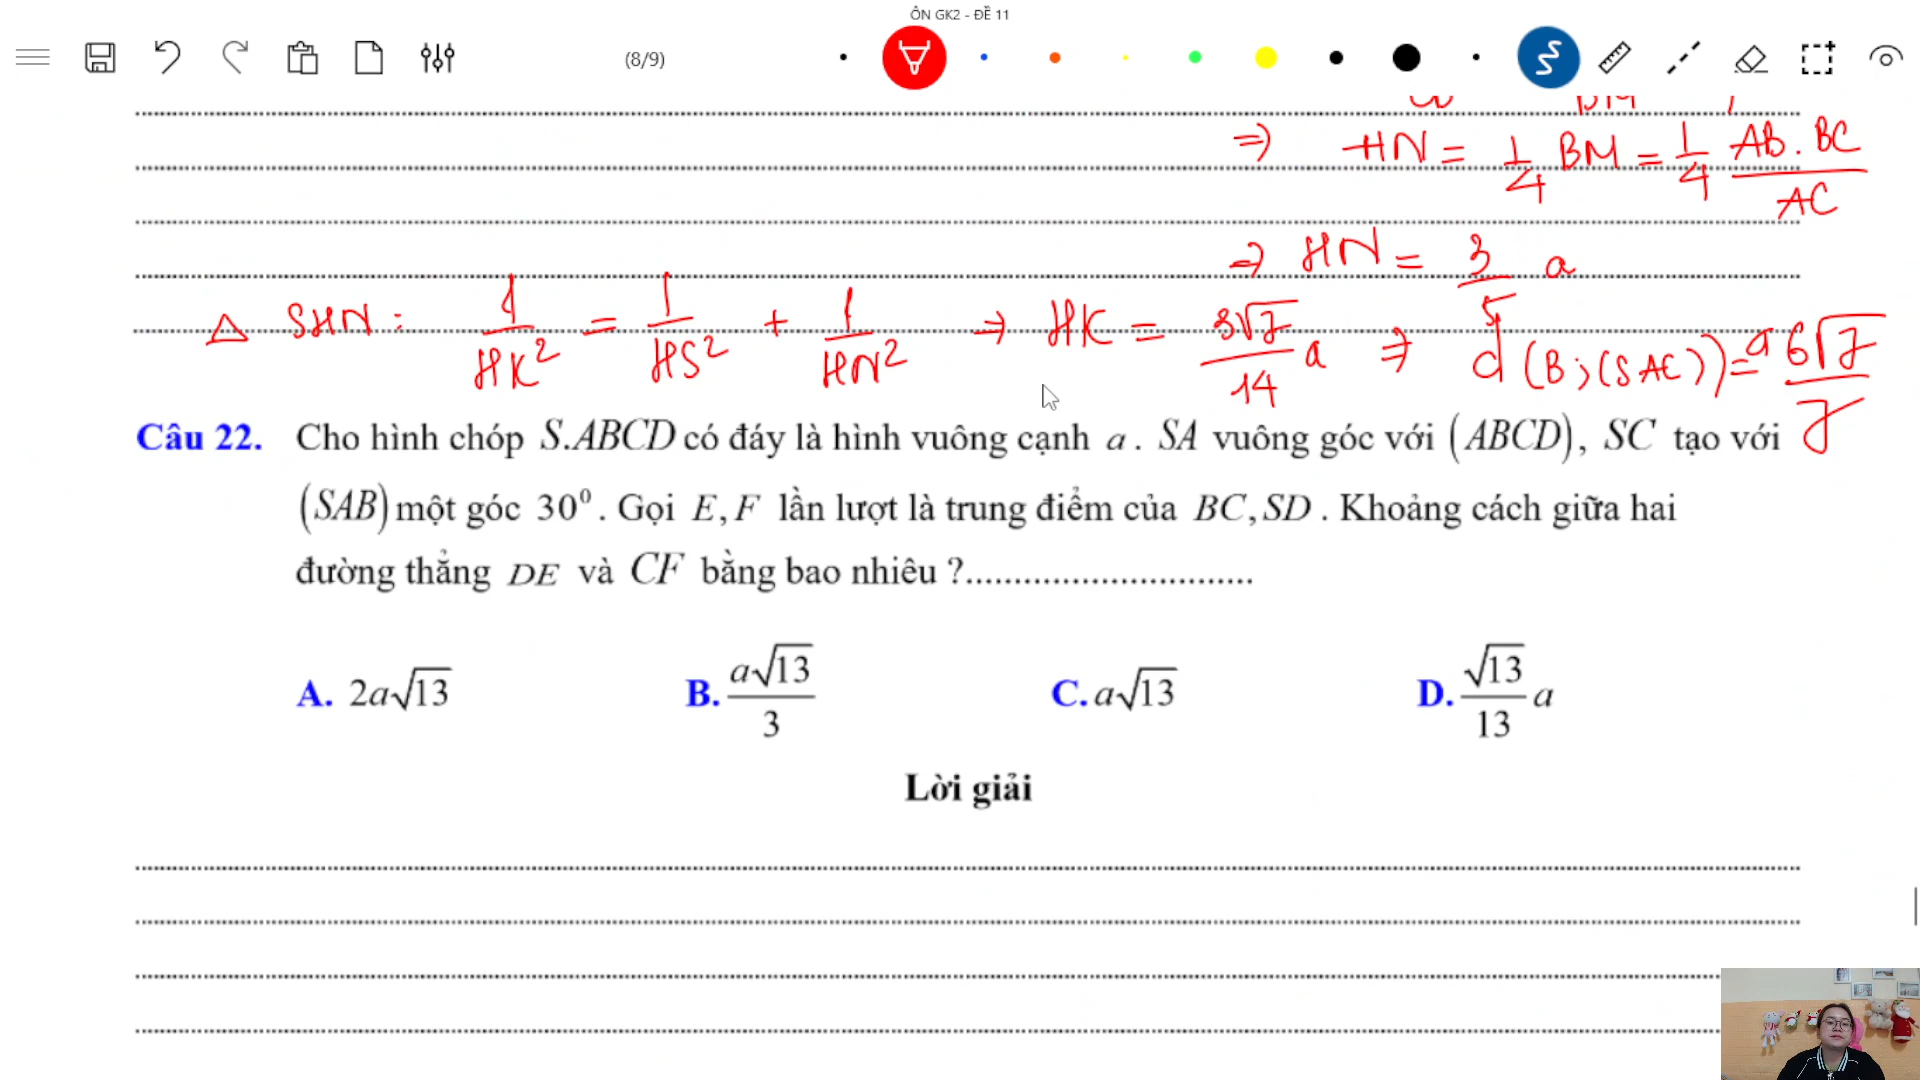 ÔN GK2 - ĐỀ 11
(8/9)
⇒ HN = 1/4 BM = 1/4 AB.BC/AC
⇒ HN = 3/5 a
Δ SHN: 1/HK² = 1/HS² + 1/HN² ⇒ HK = 3√7/14 a ⇒ d(B;(SAC)) = 6√7/7 a
Câu 22. Cho hình chóp S.ABCD có đáy là hình vuông cạnh a. SA vuông góc với (ABCD), SC tạo với
(SAB) một góc 30⁰. Gọi E, F lần lượt là trung điểm của BC, SD. Khoảng cách giữa hai
đường thẳng DE và CF bằng bao nhiêu ?..............................
A. 2a√13 B. a√13/3 C. a√13 D. √13/13 a
Lời giải